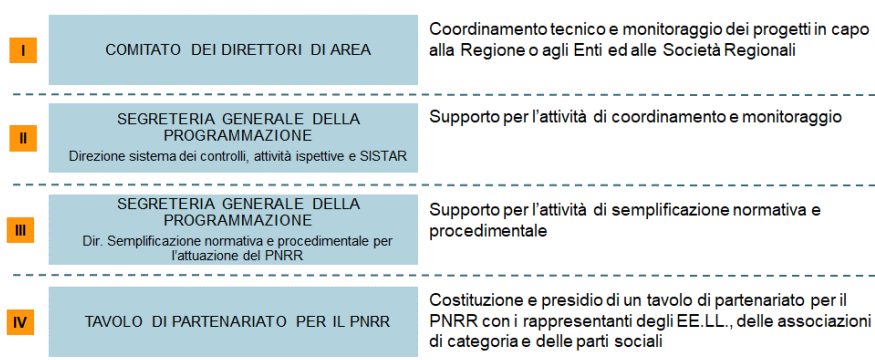 I
COMITATO DEI DIRETTORI DI AREA
Coordinamento tecnico e monitoraggio dei progetti in capo
alla Regione o agli Enti ed alle Società Regionali
II
SEGRETERIA GENERALE DELLA
PROGRAMMAZIONE
Direzione sistema dei controlli, attività ispettive e SISTAR
Supporto per l'attività di coordinamento e monitoraggio
III
SEGRETERIA GENERALE DELLA
PROGRAMMAZIONE
Dir. Semplificazione normativa e procedimentale per
l'attuazione del PNRR
Supporto per l'attività di semplificazione normativa e
procedimentale
IV
TAVOLO DI PARTENARIATO PER IL PNRR
Costituzione e presidio di un tavolo di partenariato per il
PNRR con i rappresentanti degli EE.LL., delle associazioni
di categoria e delle parti sociali